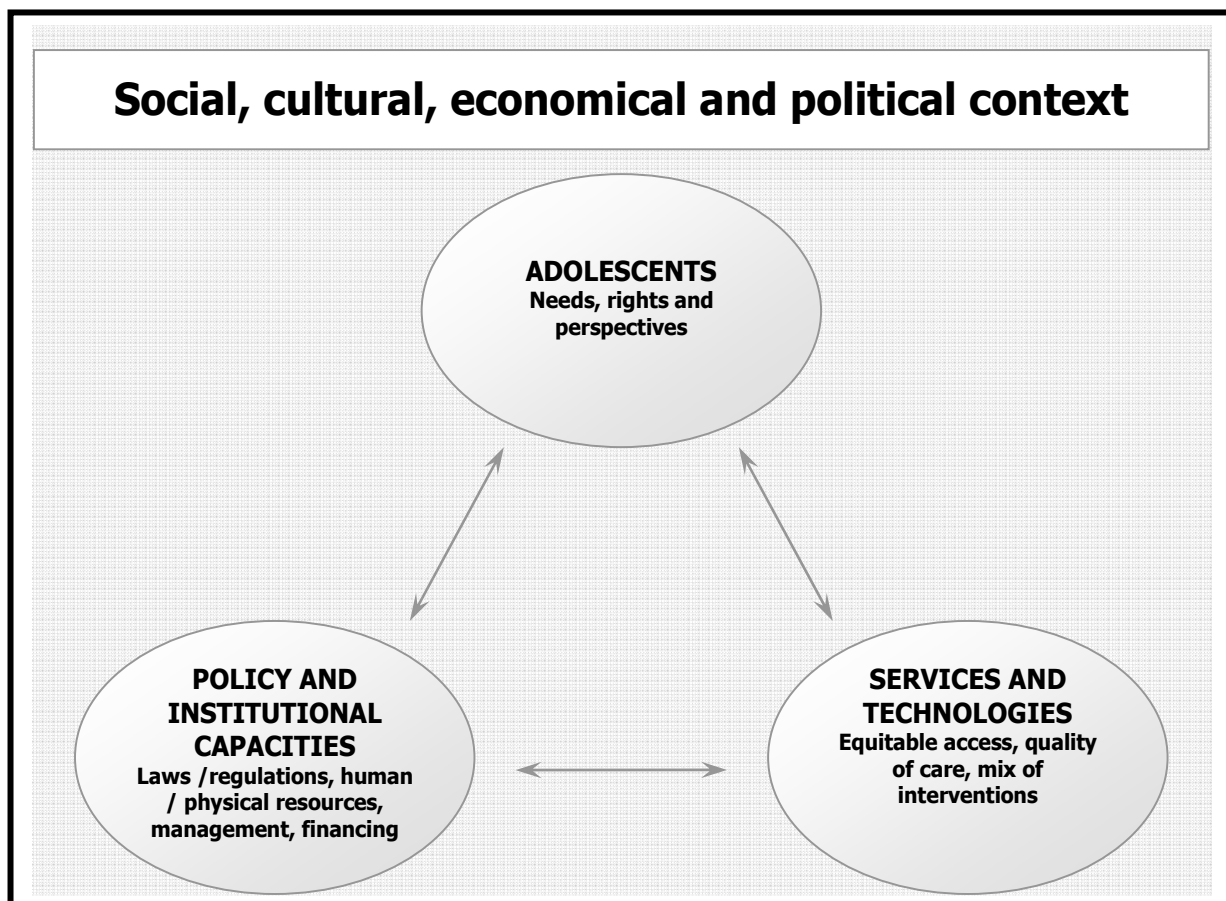 Social, cultural, economical and political context
ADOLESCENTS
Needs, rights and
perspectives
POLICY AND
INSTITUTIONAL
CAPACITIES
Laws /regulations, human
/ physical resources,
management, financing
SERVICES AND
TECHNOLOGIES
Equitable access, quality
of care, mix of
interventions